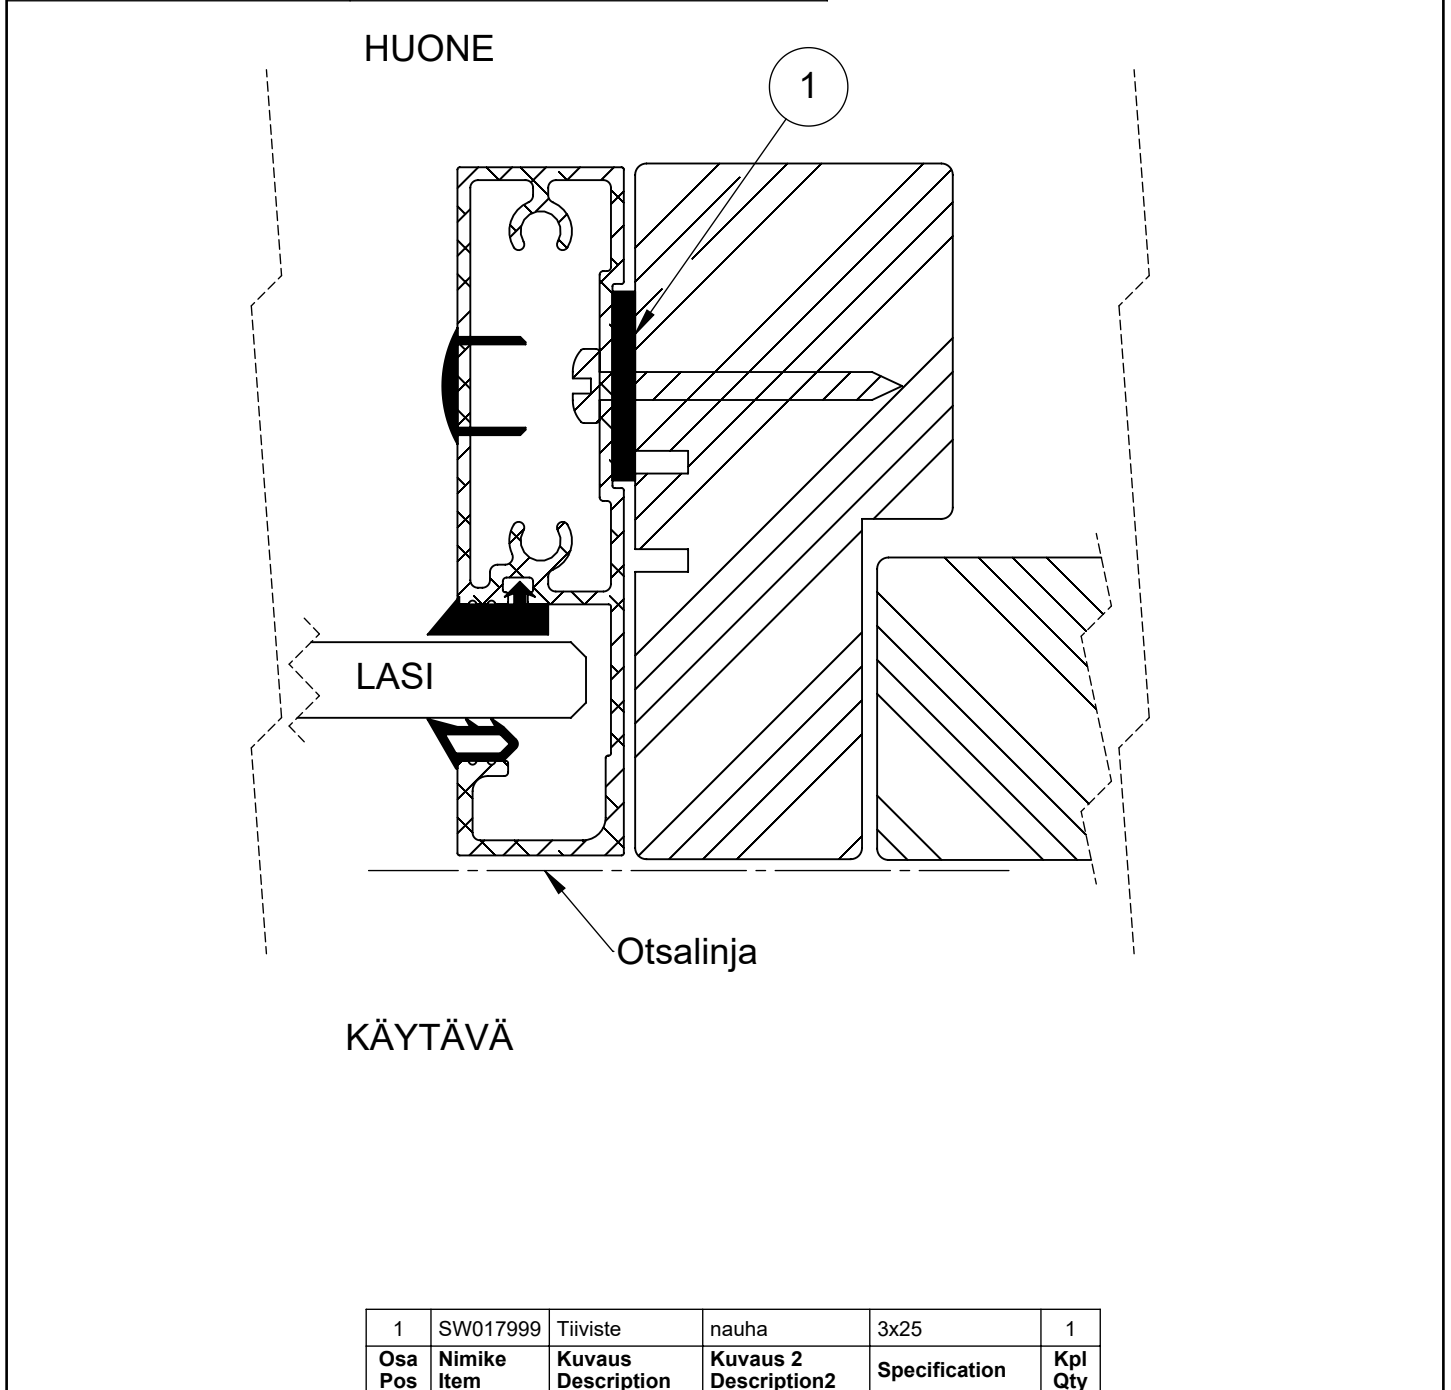 HUONE
1
LASI
Otsalinja
KÄYTÄVÄ
1 SW017999 Tiiviste nauha 3x25 1
Osa Nimike Kuvaus Kuvaus 2 Specification Kpl
Pos Item Description Description2 Qty